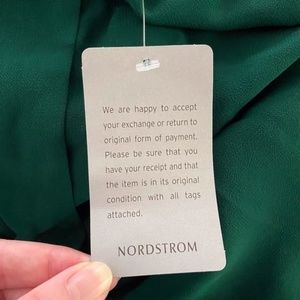 We are happy to accept
your exchange or return to
original form of payment.
Please be sure that you
have your receipt and that
the item is in its original
condition with all tags
attached.
NORDSTROM